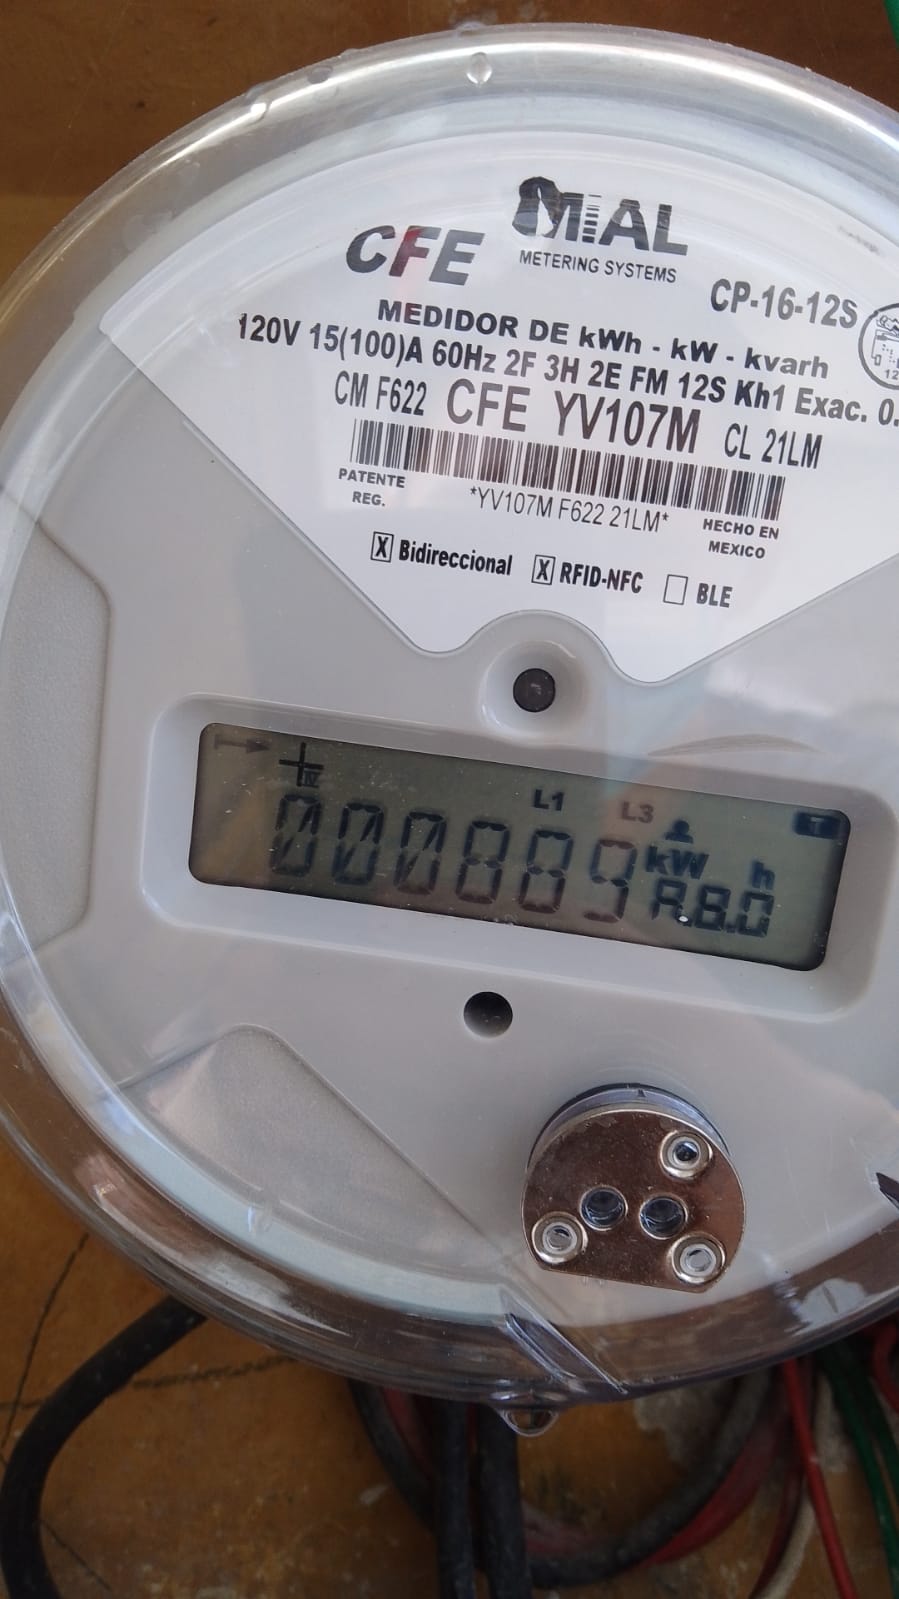 MIAL
METERING SYSTEMS
CFE
CP-16-12S
MEDIDOR DE kWh - kW - kvarh
120V 15(100)A 60Hz 2F 3H 2E FM 12S Kh1 Exac. 0.
CM F622 CFE YV107M CL 21LM
PATENTE
REG.
*YV107M F622 21LM*
HECHO EN
MEXICO
X Bidireccional X RFID-NFC BLE
IV
L1 L3
T
000889 kW h
A.B.0